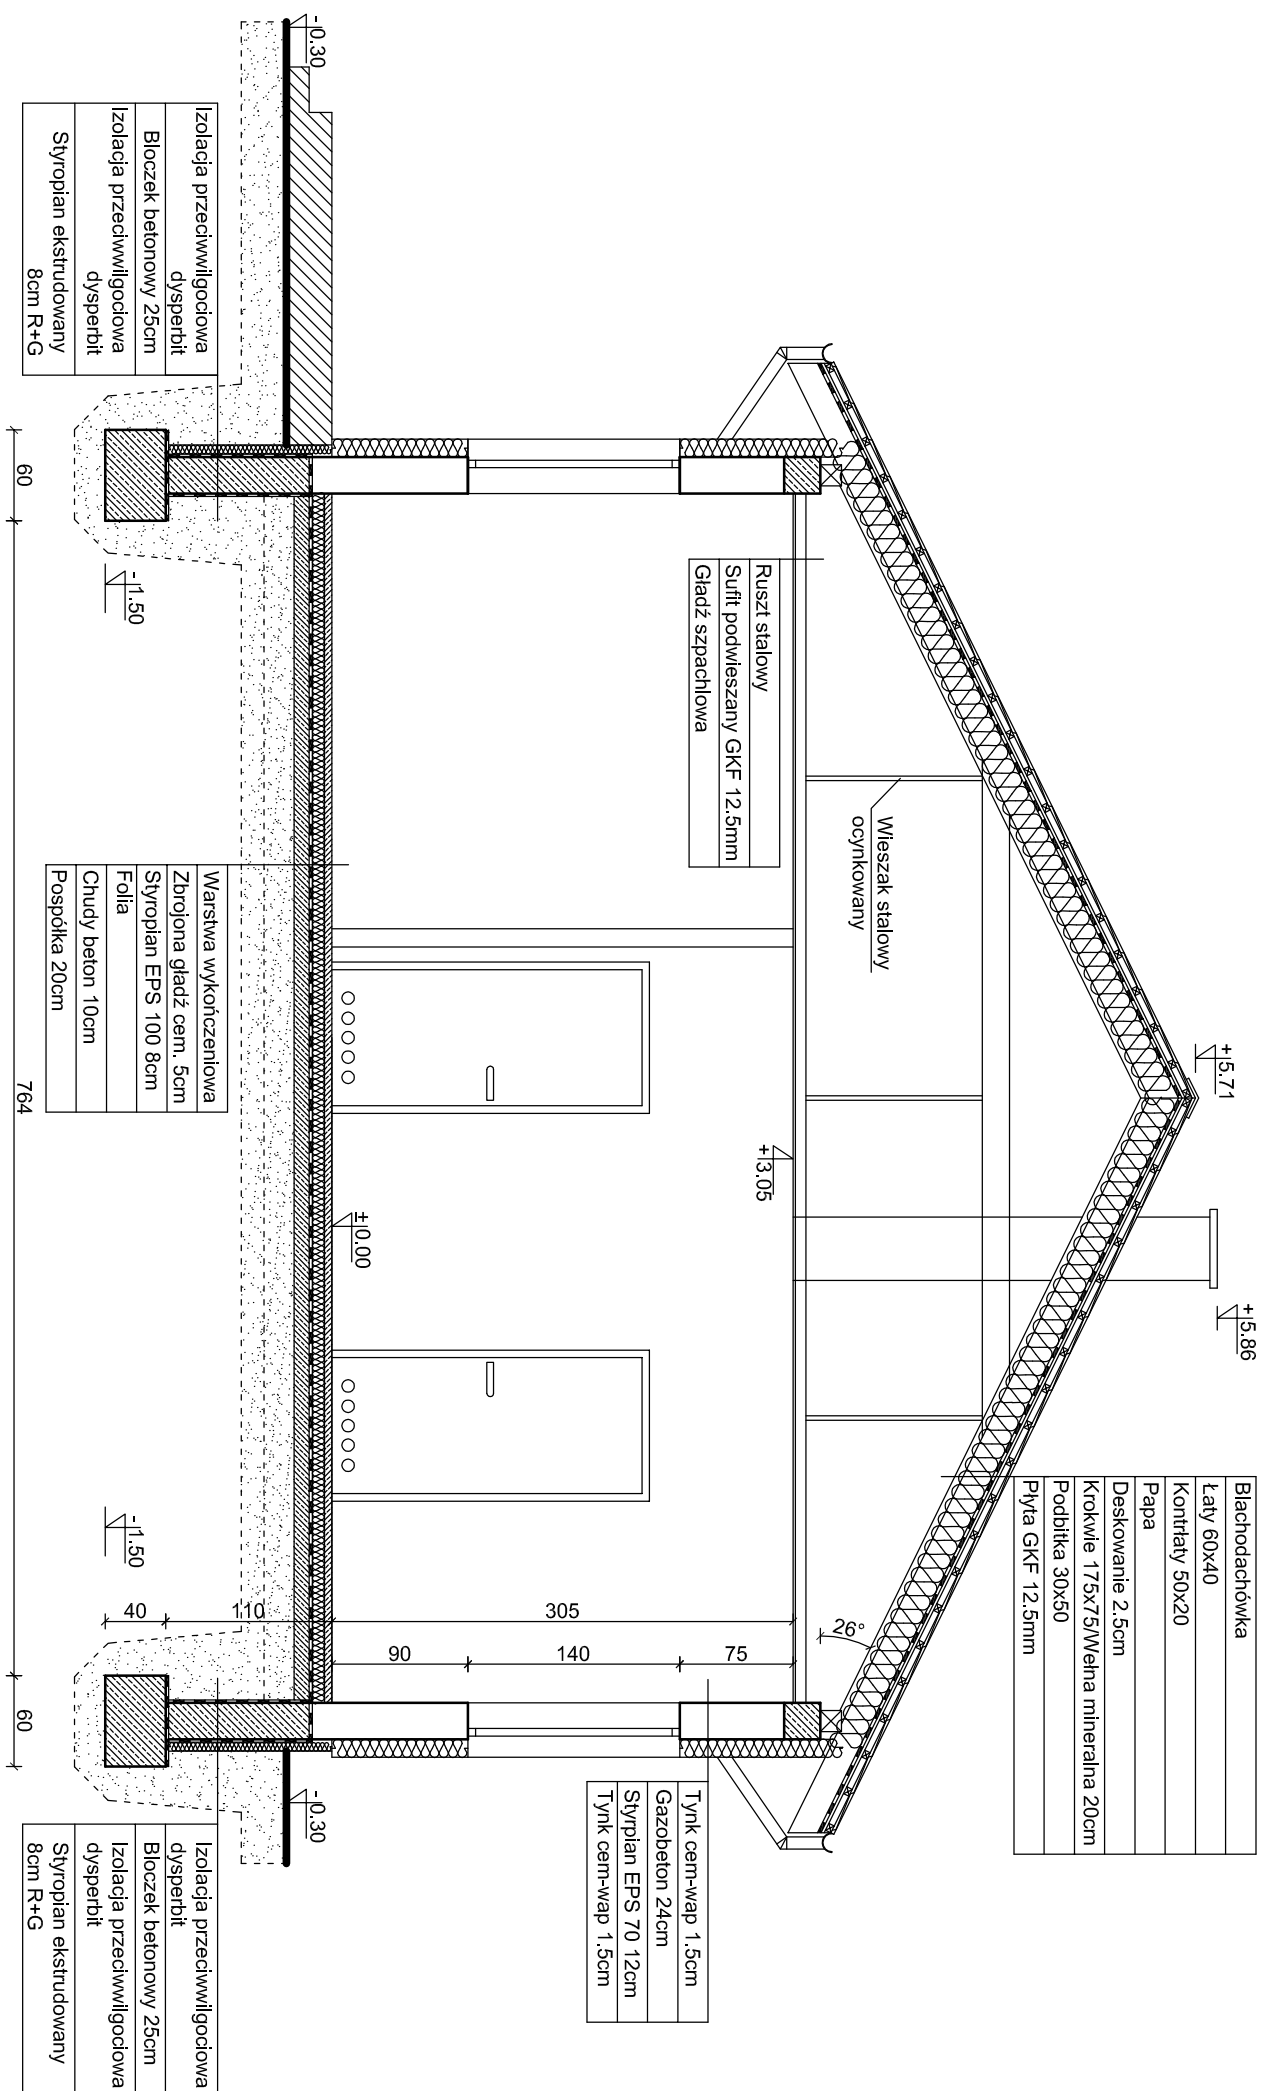 +5.71
+5.86
Blachodachówka
Łaty 60x40
Kontrłaty 50x20
Papa
Deskowanie 2.5cm
Krokwie 175x75/Wełna mineralna 20cm
Podbitka 30x50
Płyta GKF 12.5mm
Wieszak stalowy
ocynkowany
26°
+3.05
Ruszt stalowy
Sufit podwieszany GKF 12.5mm
Gładź szpachlowa
Tynk cem-wap 1.5cm
Gazobeton 24cm
Styrpian EPS 70 12cm
Tynk cem-wap 1.5cm
75
140
90
305
110
40
±0.00
-0.30
-0.30
-1.50
-1.50
Izolacja przeciwwilgociowa
dysperbit
Bloczek betonowy 25cm
Izolacja przeciwwilgociowa
dysperbit
Styropian ekstrudowany
8cm R+G
Warstwa wykończeniowa
Zbrojona gładź cem. 5cm
Styropian EPS 100 8cm
Folia
Chudy beton 10cm
Pospółka 20cm
Izolacja przeciwwilgociowa
dysperbit
Bloczek betonowy 25cm
Izolacja przeciwwilgociowa
dysperbit
Styropian ekstrudowany
8cm R+G
60
764
60